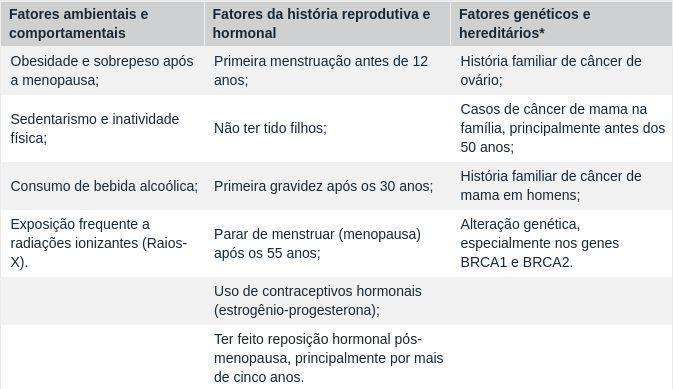 Fatores ambientais e
comportamentais
Fatores da história reprodutiva e
hormonal
Fatores genéticos e
hereditários*
Obesidade e sobrepeso após
a menopausa;
Primeira menstruação antes de 12
anos;
História familiar de câncer de
ovário;
Sedentarismo e inatividade
física;
Não ter tido filhos;
Casos de câncer de mama na
família, principalmente antes dos
50 anos;
Consumo de bebida alcoólica;
Primeira gravidez após os 30 anos;
História familiar de câncer de
mama em homens;
Exposição frequente a
radiações ionizantes (Raios-
X).
Parar de menstruar (menopausa)
após os 55 anos;
Alteração genética,
especialmente nos genes
BRCA1 e BRCA2.
Uso de contraceptivos hormonais
(estrogênio-progesterona);
Ter feito reposição hormonal pós-
menopausa, principalmente por mais
de cinco anos.